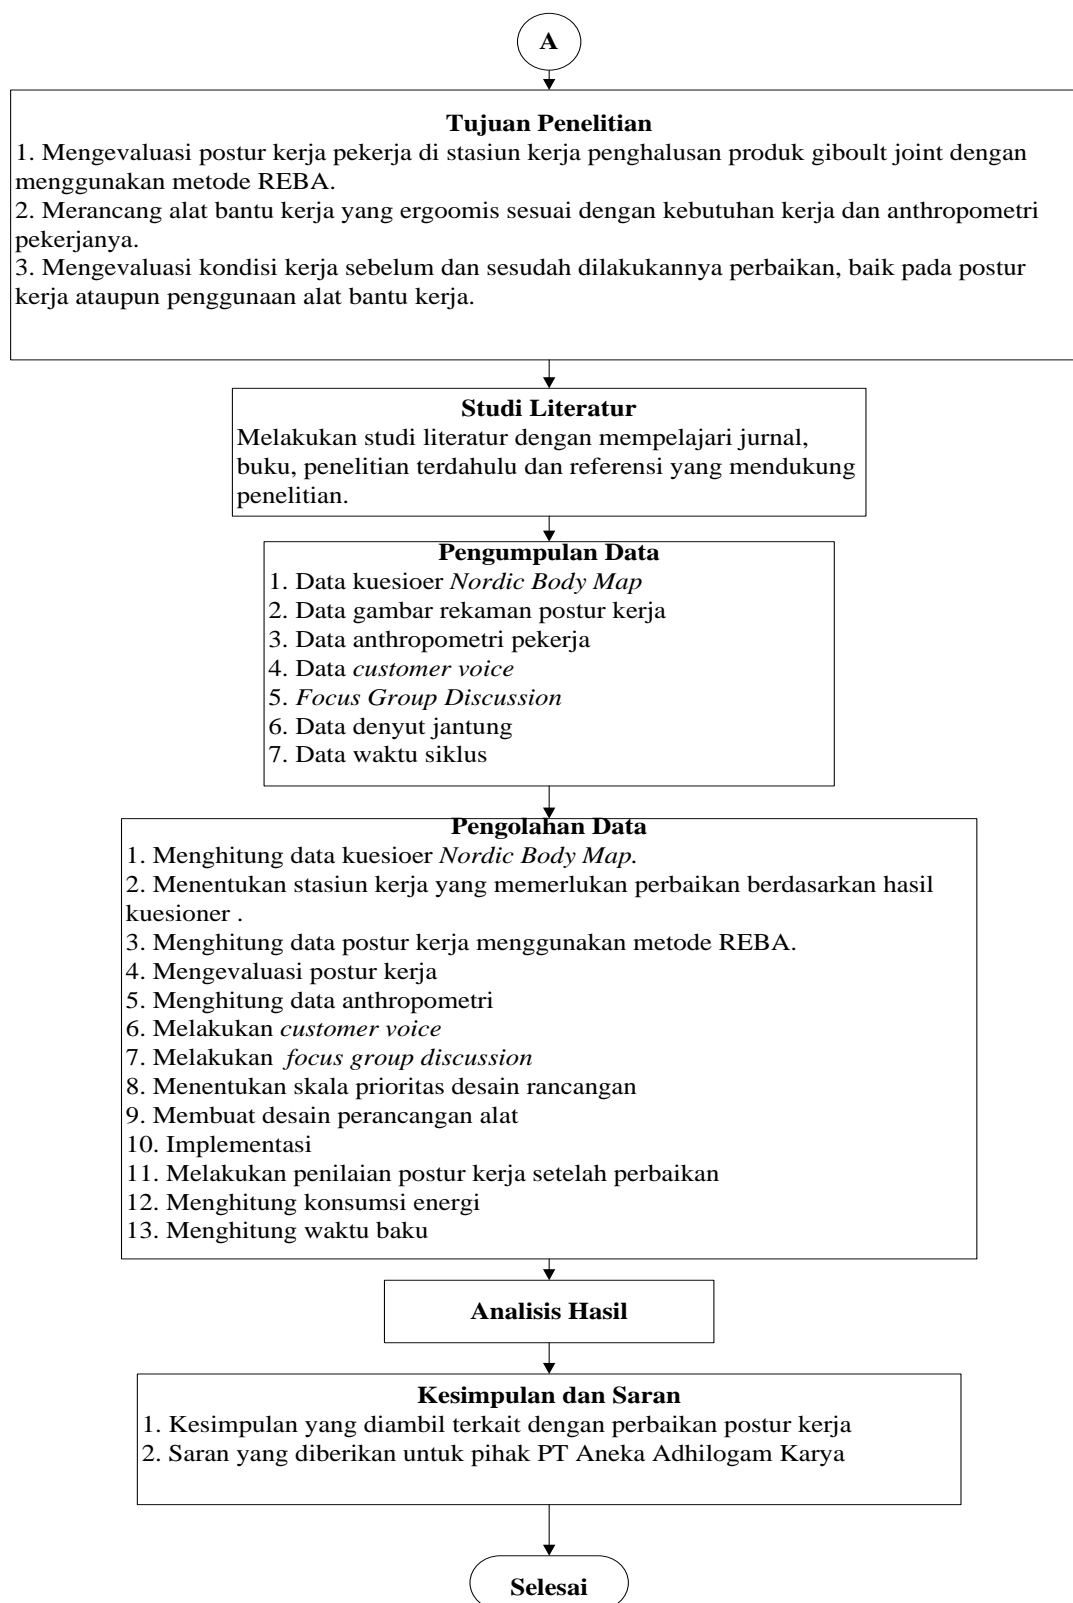 A
Tujuan Penelitian
1. Mengevaluasi postur kerja pekerja di stasiun kerja penghalusan produk giboult joint dengan
menggunakan metode REBA.
2. Merancang alat bantu kerja yang ergoomis sesuai dengan kebutuhan kerja dan anthropometri
pekerjanya.
3. Mengevaluasi kondisi kerja sebelum dan sesudah dilakukannya perbaikan, baik pada postur
kerja ataupun penggunaan alat bantu kerja.
Studi Literatur
Melakukan studi literatur dengan mempelajari jurnal,
buku, penelitian terdahulu dan referensi yang mendukung
penelitian.
Pengumpulan Data
1. Data kuesioer Nordic Body Map
2. Data gambar rekaman postur kerja
3. Data anthropometri pekerja
4. Data customer voice
5. Focus Group Discussion
6. Data denyut jantung
7. Data waktu siklus
Pengolahan Data
1. Menghitung data kuesioer Nordic Body Map.
2. Menentukan stasiun kerja yang memerlukan perbaikan berdasarkan hasil
kuesioner .
3. Menghitung data postur kerja menggunakan metode REBA.
4. Mengevaluasi postur kerja
5. Menghitung data anthropometri
6. Melakukan customer voice
7. Melakukan focus group discussion
8. Menentukan skala prioritas desain rancangan
9. Membuat desain perancangan alat
10. Implementasi
11. Melakukan penilaian postur kerja setelah perbaikan
12. Menghitung konsumsi energi
13. Menghitung waktu baku
Analisis Hasil
Kesimpulan dan Saran
1. Kesimpulan yang diambil terkait dengan perbaikan postur kerja
2. Saran yang diberikan untuk pihak PT Aneka Adhilogam Karya
Selesai